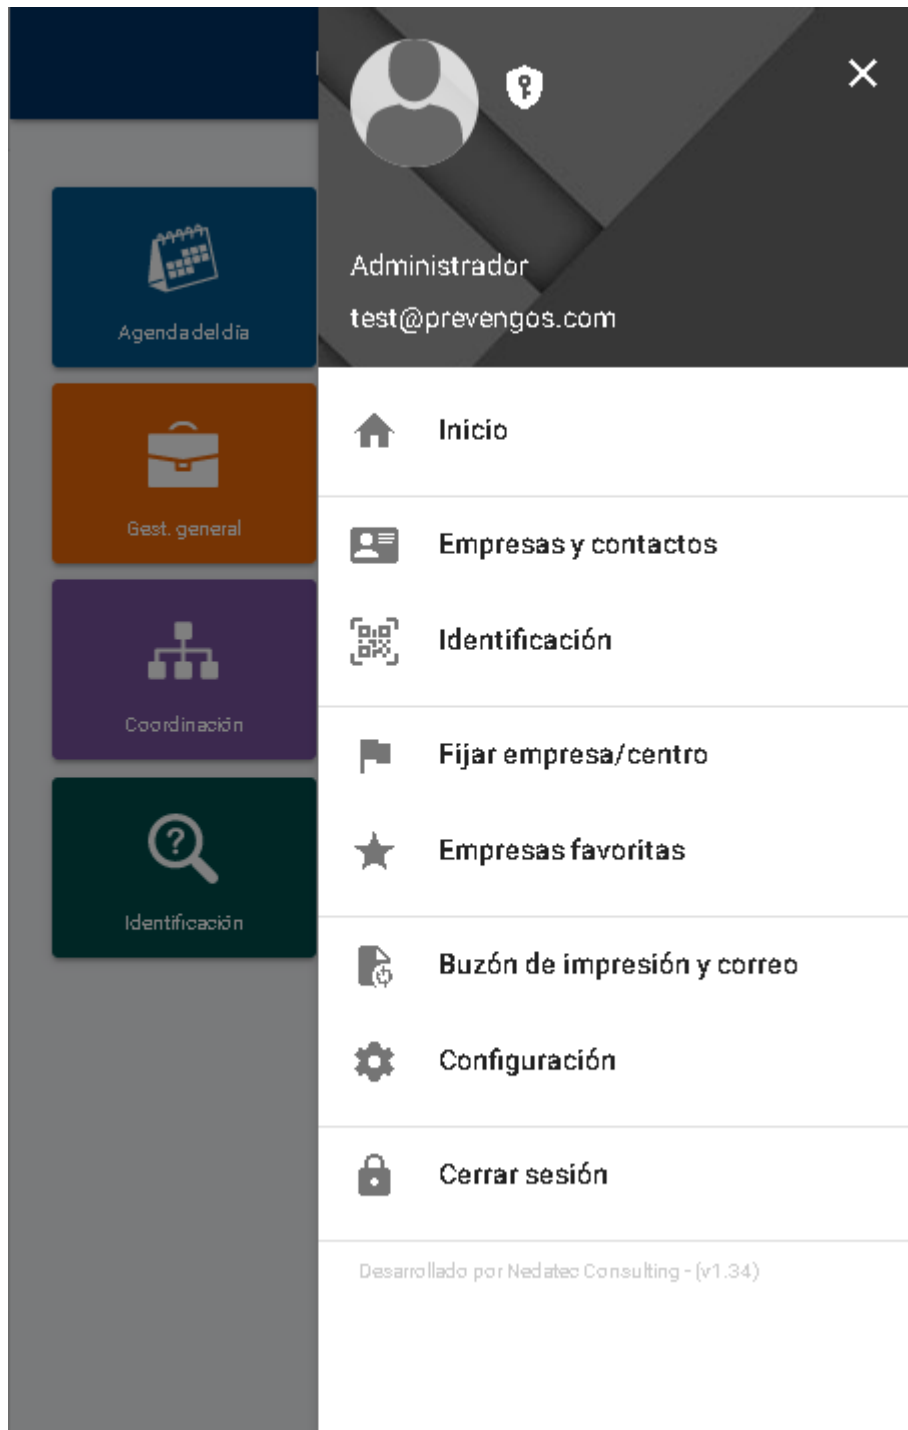 Administrador
test@prevengos.com
Agenda del día
Gest. general
Coordinación
Identificación
Inicio
Empresas y contactos
Identificación
Fijar empresa/centro
Empresas favoritas
Buzón de impresión y correo
Configuración
Cerrar sesión
Desarrollado por Nedatec Consulting - (v1.34)